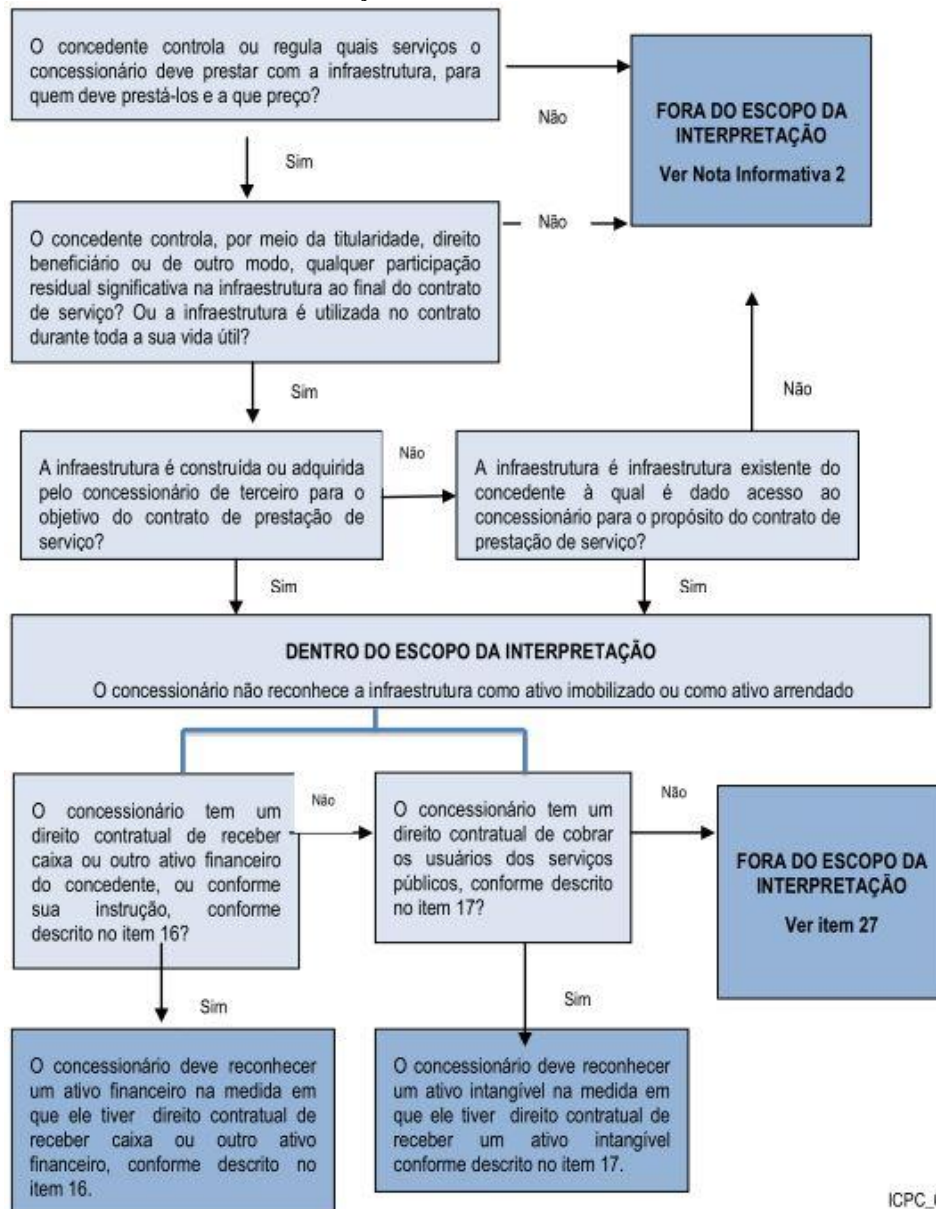 O concedente controla ou regula quais serviços o
concessionário deve prestar com a infraestrutura, para
quem deve prestá-los e a que preço?
Não
FORA DO ESCOPO DA
INTERPRETAÇÃO
Ver Nota Informativa 2
Sim
Não
O concedente controla, por meio da titularidade, direito
beneficiário ou de outro modo, qualquer participação
residual significativa na infraestrutura ao final do contrato
de serviço? Ou a infraestrutura é utilizada no contrato
durante toda a sua vida útil?
Sim
Não
A infraestrutura é construída ou adquirida
pelo concessionário de terceiro para o
objetivo do contrato de prestação de
serviço?
Não
A infraestrutura é infraestrutura existente do
concedente à qual é dado acesso ao
concessionário para o propósito do contrato de
prestação de serviço?
Sim
Sim
DENTRO DO ESCOPO DA INTERPRETAÇÃO
O concessionário não reconhece a infraestrutura como ativo imobilizado ou como ativo arrendado
O concessionário tem um
direito contratual de receber
caixa ou outro ativo financeiro
do concedente, ou conforme
sua instrução, conforme
descrito no item 16?
Não
O concessionário tem um
direito contratual de cobrar
os usuários dos serviços
públicos, conforme descrito
no item 17?
Não
FORA DO ESCOPO DA
INTERPRETAÇÃO
Ver item 27
Sim
Sim
O concessionário deve reconhecer
um ativo financeiro na medida em
que ele tiver direito contratual de
receber caixa ou outro ativo
financeiro, conforme descrito no
item 16.
O concessionário deve reconhecer
um ativo intangível na medida em
que ele tiver direito contratual de
receber um ativo intangível
conforme descrito no item 17.